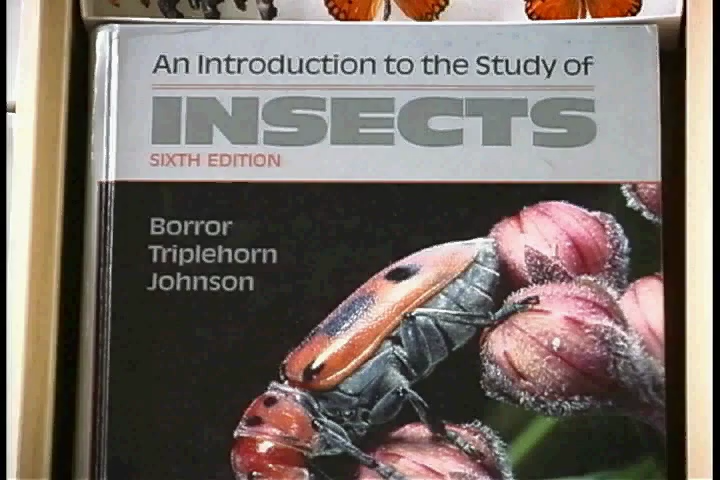 An Introduction to the Study of
INSECTS
SIXTH EDITION
Borror
Triplehorn
Johnson